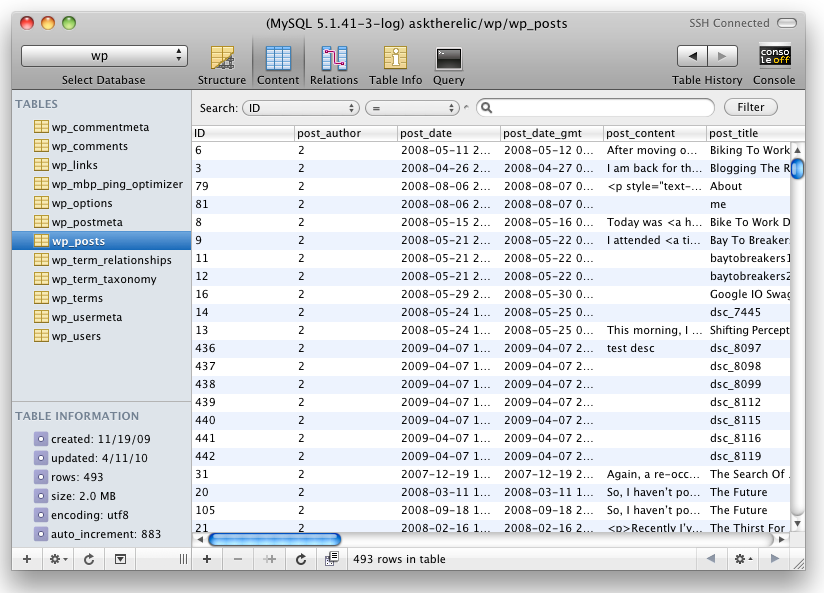 (MySQL 5.1.41-3-log) asktherelic/wp/wp_posts
SSH Connected
wp
Select Database
Structure
Content
Relations
Table Info
Query
Table History
conso
le off
Console
TABLES
wp_commentmeta
wp_comments
wp_links
wp_mbp_ping_optimizer
wp_options
wp_postmeta
wp_posts
wp_term_relationships
wp_term_taxonomy
wp_terms
wp_usermeta
wp_users
TABLE INFORMATION
created: 11/19/09
updated: 4/11/10
rows: 493
size: 2.0 MB
encoding: utf8
auto_increment: 883
Search: ID = Filter
ID post_author post_date post_date_gmt post_content post_title
6 2 2008-05-11 2... 2008-05-12 0... After moving o... Biking To Work
3 2 2008-04-26 2... 2008-04-27 0... I am back for th... Blogging The R
79 2 2008-08-06 2... 2008-08-07 0... <p style="text-... About
81 2 2008-08-06 2... 2008-08-07 0... me
8 2 2008-05-15 2... 2008-05-16 0... Today was <a h... Bike To Work D
9 2 2008-05-21 2... 2008-05-22 0... I attended <a ti... Bay To Breaker
11 2 2008-05-21 2... 2008-05-22 0... baytobreakers1
12 2 2008-05-21 2... 2008-05-22 0... baytobreakers2
16 2 2008-05-29 2... 2008-05-30 0... Google IO Swag
14 2 2008-05-24 1... 2008-05-25 0... dsc_7445
13 2 2008-05-24 1... 2008-05-25 0... This morning, I ... Shifting Percept
436 2 2009-04-07 1... 2009-04-07 2... test desc dsc_8097
437 2 2009-04-07 1... 2009-04-07 2... dsc_8098
438 2 2009-04-07 1... 2009-04-07 2... dsc_8099
439 2 2009-04-07 1... 2009-04-07 2... dsc_8112
440 2 2009-04-07 1... 2009-04-07 2... dsc_8115
441 2 2009-04-07 1... 2009-04-07 2... dsc_8116
442 2 2009-04-07 1... 2009-04-07 2... dsc_8119
31 2 2007-12-19 1... 2007-12-19 2... Again, a re-occ... The Search Of
20 2 2008-03-11 1... 2008-03-11 1... So, I haven't po... The Future
105 2 2008-09-18 1... 2008-09-18 2... So, I haven't po... The Future
21 2 2008-02-16 1... 2008-02-16 2... <p>Recently I'v... The Thirst For
493 rows in table